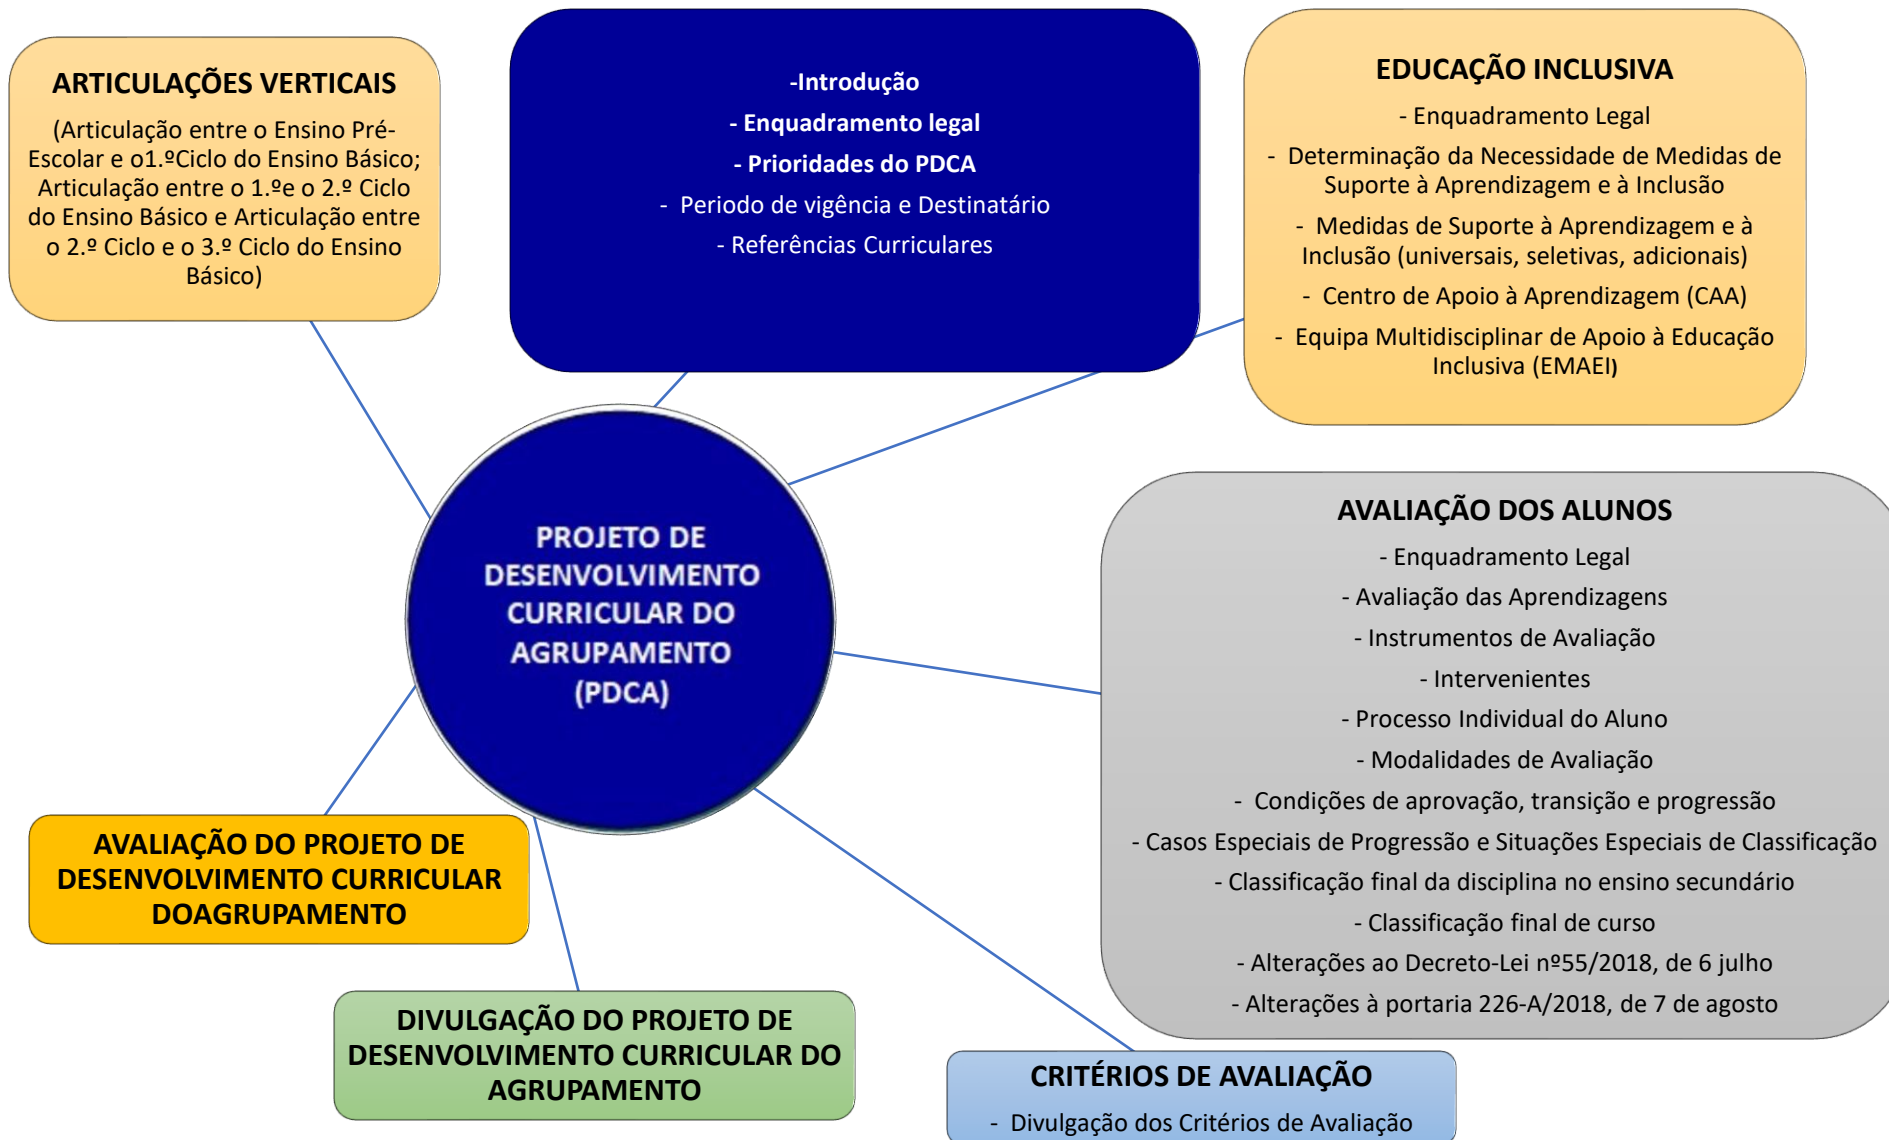 ARTICULAÇÕES VERTICAIS
(Articulação entre o Ensino Pré-
Escolar e o1.ºCiclo do Ensino Básico;
Articulação entre o 1.ºe o 2.º Ciclo
do Ensino Básico e Articulação entre
o 2.º Ciclo e o 3.º Ciclo do Ensino
Básico)
-Introdução
- Enquadramento legal
- Prioridades do PDCA
- Periodo de vigência e Destinatário
- Referências Curriculares
EDUCAÇÃO INCLUSIVA
- Enquadramento Legal
- Determinação da Necessidade de Medidas de
Suporte à Aprendizagem e à Inclusão
- Medidas de Suporte à Aprendizagem e à
Inclusão (universais, seletivas, adicionais)
- Centro de Apoio à Aprendizagem (CAA)
- Equipa Multidisciplinar de Apoio à Educação
Inclusiva (EMAEI)
PROJETO DE
DESENVOLVIMENTO
CURRICULAR DO
AGRUPAMENTO
(PDCA)
AVALIAÇÃO DOS ALUNOS
- Enquadramento Legal
- Avaliação das Aprendizagens
- Instrumentos de Avaliação
- Intervenientes
- Processo Individual do Aluno
- Modalidades de Avaliação
- Condições de aprovação, transição e progressão
- Casos Especiais de Progressão e Situações Especiais de Classificação
- Classificação final da disciplina no ensino secundário
- Classificação final de curso
- Alterações ao Decreto-Lei nº55/2018, de 6 julho
- Alterações à portaria 226-A/2018, de 7 de agosto
AVALIAÇÃO DO PROJETO DE
DESENVOLVIMENTO CURRICULAR
DOAGRUPAMENTO
DIVULGAÇÃO DO PROJETO DE
DESENVOLVIMENTO CURRICULAR DO
AGRUPAMENTO
CRITÉRIOS DE AVALIAÇÃO
- Divulgação dos Critérios de Avaliação